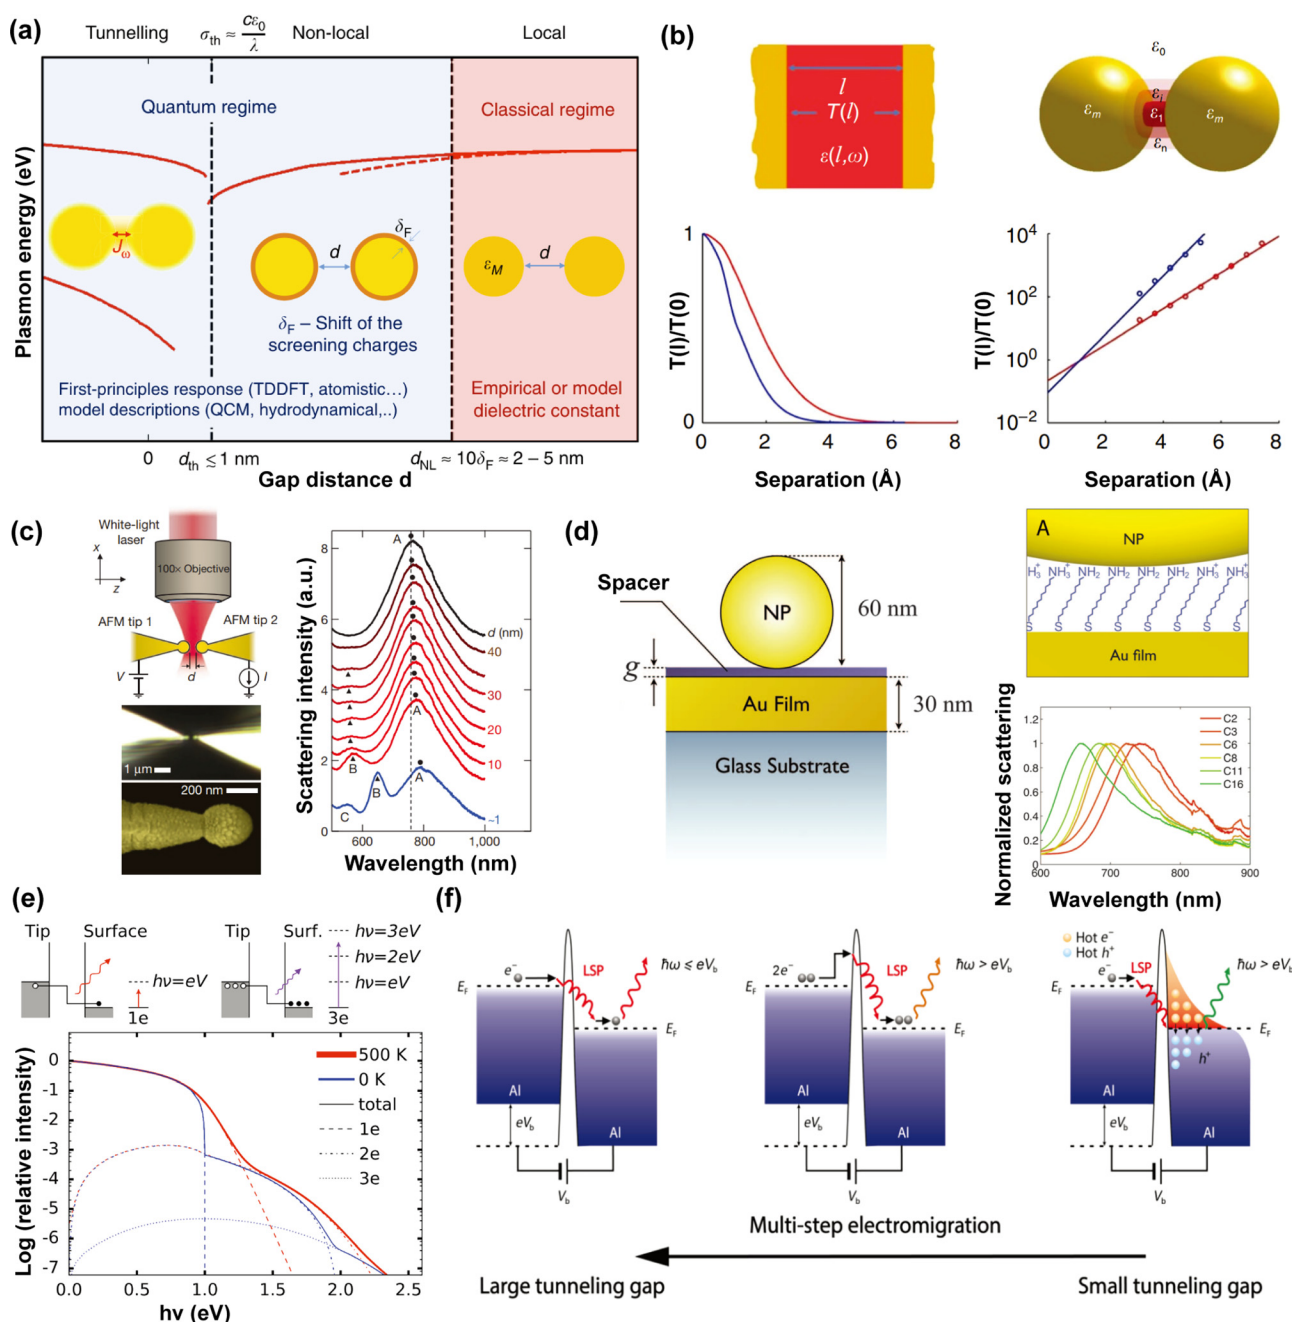 (a)
Tunnelling
σth ≈ cε0/λ
Non-local
Local
Quantum regime
Classical regime
Plasmon energy (eV)
Jω
d
δF
εM
d
δF – Shift of the
screening charges
First-principles response (TDDFT, atomistic…)
model descriptions (QCM, hydrodynamical,..)
Empirical or model
dielectric constant
0
dth ≲ 1 nm
dNL ≈ 10δF ≈ 2 – 5 nm
Gap distance d
(b)
l
T(l)
ε(l,ω)
ε0
εm
εi
ε1
εn
εm
T(l)/T(0)
1
0
0 2 4 6 8
Separation (Å)
T(l)/T(0)
10^4
10^2
10^0
10^−2
0 2 4 6 8
Separation (Å)
(c)
White-light
laser
x
z
100× Objective
AFM tip 1
AFM tip 2
V
d
I
1 μm
200 nm
Scattering intensity (a.u.)
8
6
4
2
0
A
d (nm)
40
30
20
10
A
B
~1
A
B
C
600 800 1,000
Wavelength (nm)
(d)
Spacer
NP
60 nm
g
Au Film
30 nm
Glass Substrate
A
NP
H3+ NH3+ NH2 NH2 NH2 NH3+ NH3+
S S S S S S S
Au film
Normalized scattering
1.2
1
0.8
0.6
0.4
0.2
0
C2
C3
C6
C8
C11
C16
600 700 800 900
Wavelength (nm)
(e)
Tip Surface
hν=eV
1e
Tip Surf.
hν=3eV
hν=2eV
hν=eV
3e
Log (relative intensity)
0
-1
-2
-3
-4
-5
-6
-7
500 K
0 K
total
1e
2e
3e
0.0 0.5 1.0 1.5 2.0 2.5
hν (eV)
(f)
e−
LSP
ħω ⩽ eVb
EF
EF
Al
eVb
Al
Vb
2e−
LSP
ħω > eVb
EF
EF
Al
eVb
Al
Vb
Hot e−
Hot h+
e−
LSP
ħω > eVb
EF
EF
h+
Al
eVb
Al
Vb
Multi-step electromigration
Large tunneling gap
Small tunneling gap